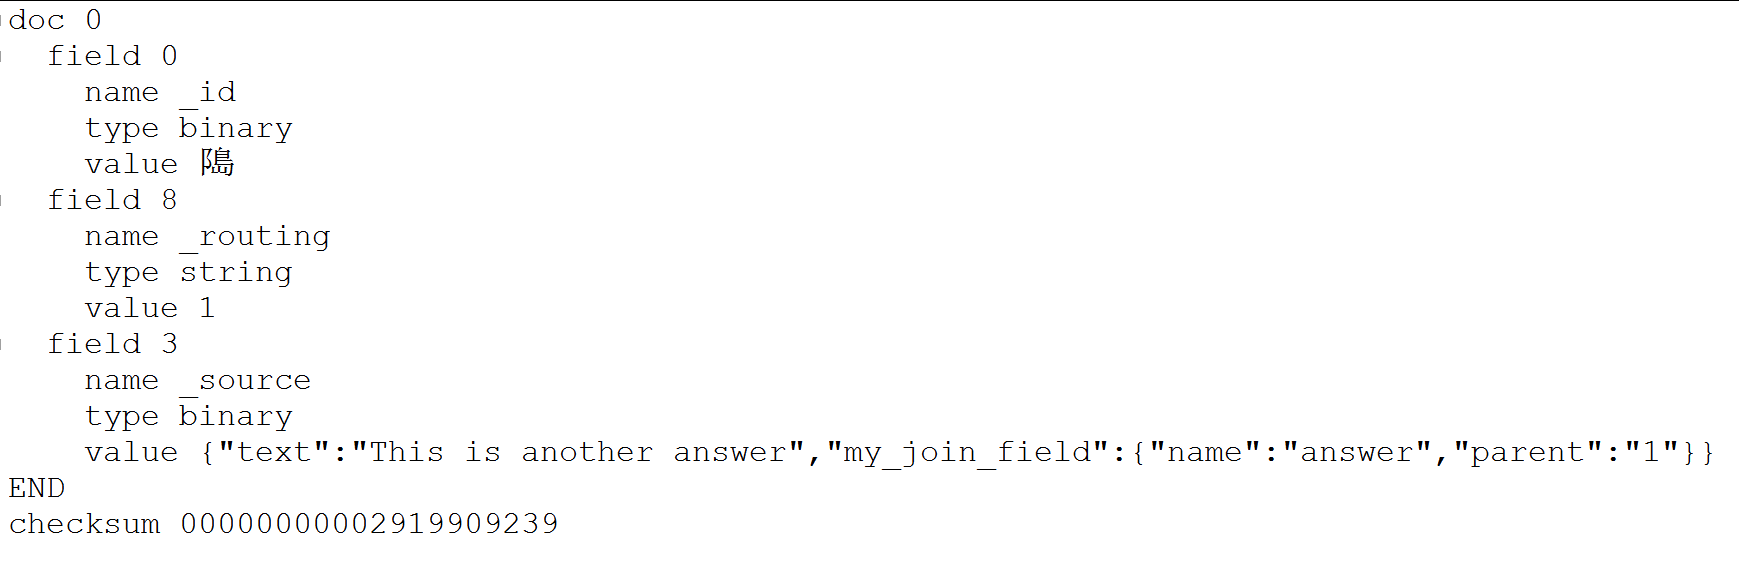 doc 0
field 0
name _id
type binary
value 隝
field 8
name _routing
type string
value 1
field 3
name _source
type binary
value {"text":"This is another answer","my_join_field":{"name":"answer","parent":"1"}}
END
checksum 00000000002919909239